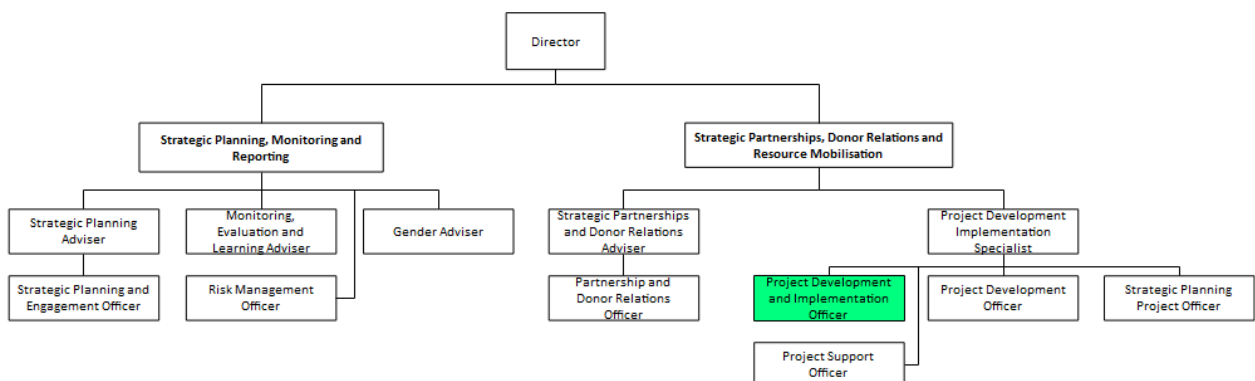 Director
Strategic Planning, Monitoring and
Reporting
Strategic Partnerships, Donor Relations and
Resource Mobilisation
Strategic Planning
Adviser
Monitoring,
Evaluation and
Learning Adviser
Gender Adviser
Strategic Partnerships
and Donor Relations
Adviser
Project Development
Implementation
Specialist
Strategic Planning and
Engagement Officer
Risk Management
Officer
Partnership and
Donor Relations
Officer
Project Development
and Implementation
Officer
Project Development
Officer
Strategic Planning
Project Officer
Project Support
Officer